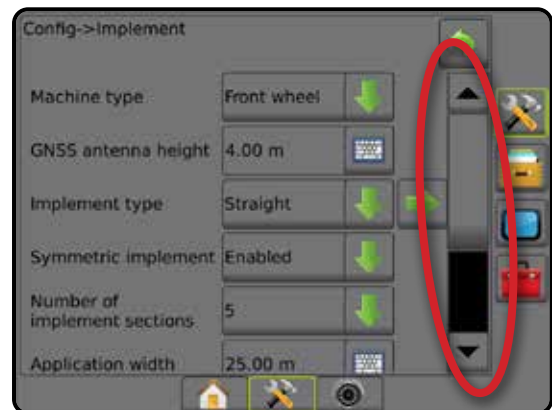 Config->Implement
Machine type Front wheel
GNSS antenna height 4.00 m
Implement type Straight
Symmetric implement Enabled
Number of
implement sections 5
Application width 25.00 m